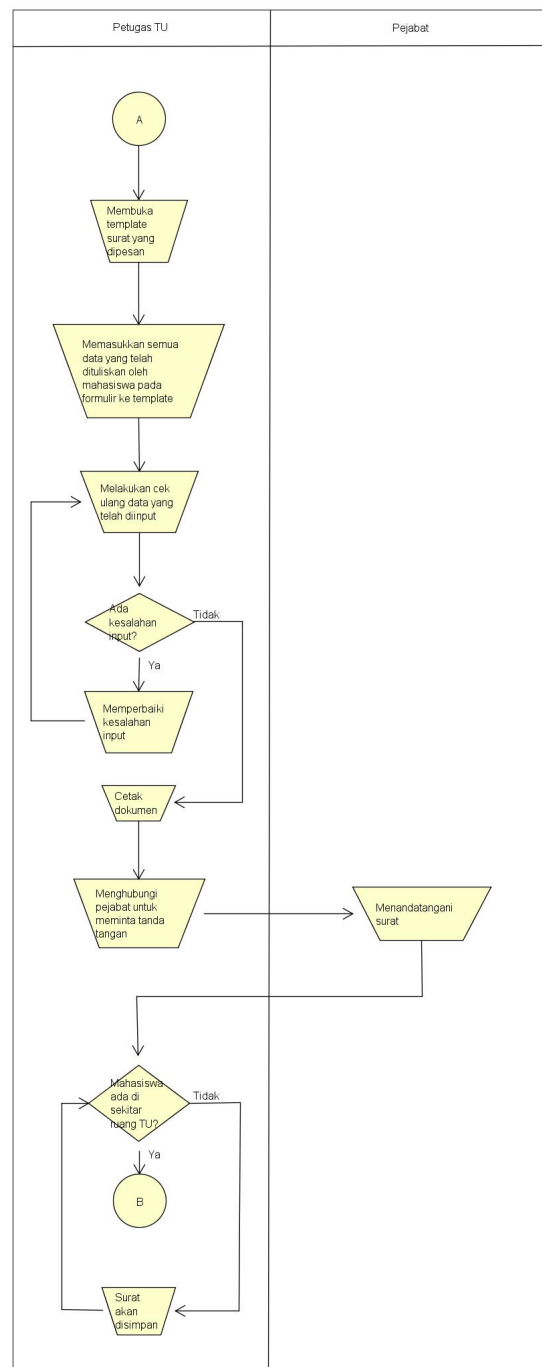 Petugas TU
Pejabat
A
Membuka
template
surat yang
dipesan
Memasukkan semua
data yang telah
dituliskan oleh
mahasiswa pada
formulir ke template
Melakukan cek
ulang data yang
telah diinput
Ada
kesalahan
input?
Tidak
Ya
Memperbaiki
kesalahan
input
Cetak
dokumen
Menghubungi
pejabat untuk
meminta tanda
tangan
Menandatangani
surat
Mahasiswa
ada di
sekitar
ruang TU?
Tidak
Ya
B
Surat
akan
disimpan